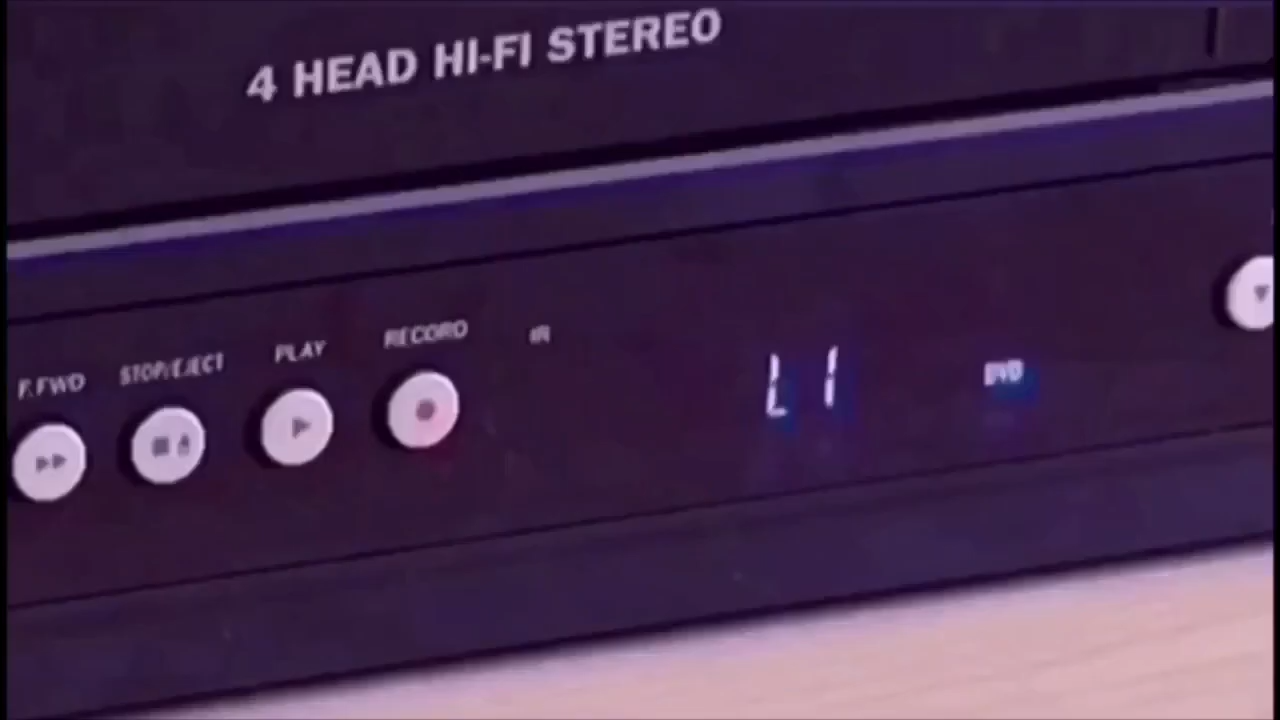 4 HEAD HI-FI STEREO
F.FWD
STOP/EJECT
PLAY
RECORD
IR
L1
DVD